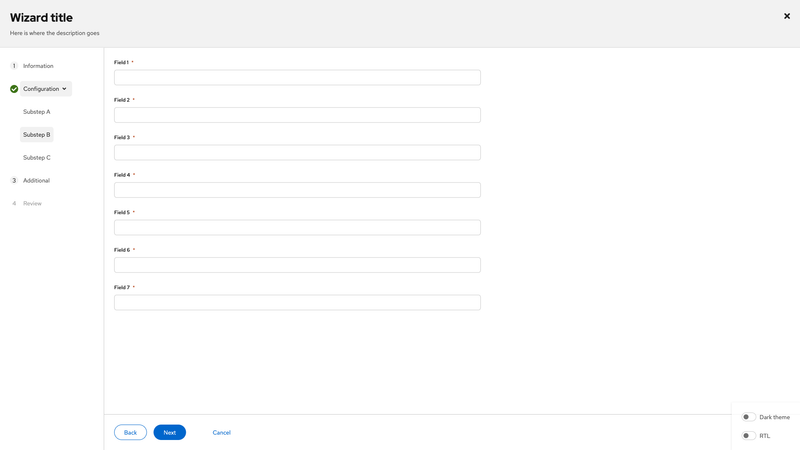 Wizard title
Here is where the description goes
1 Information
Configuration
Substep A
Substep B
Substep C
3 Additional
4 Review
Field 1 *
Field 2 *
Field 3 *
Field 4 *
Field 5 *
Field 6 *
Field 7 *
Back Next Cancel
Dark theme
RTL